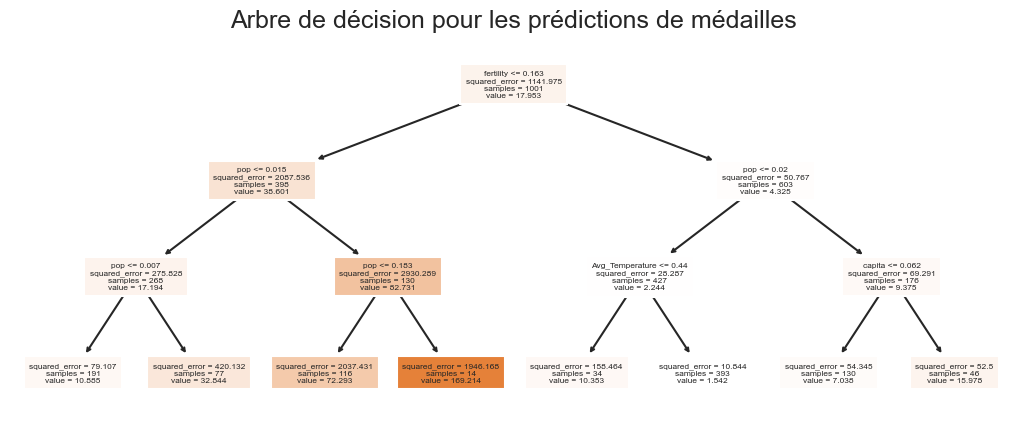 Arbre de décision pour les prédictions de médailles
fertility <= 0.163
squared_error = 1141.975
samples = 1001
value = 17.953
pop <= 0.015
squared_error = 2087.536
samples = 398
value = 38.601
pop <= 0.02
squared_error = 50.767
samples = 603
value = 4.325
pop <= 0.007
squared_error = 275.828
samples = 268
value = 17.194
pop <= 0.183
squared_error = 2930.289
samples = 130
value = 82.731
Avg_Temperature <= 0.44
squared_error = 28.287
samples = 427
value = 2.244
capita <= 0.062
squared_error = 69.291
samples = 176
value = 9.375
squared_error = 79.107
samples = 191
value = 10.885
squared_error = 420.132
samples = 77
value = 32.844
squared_error = 2037.431
samples = 116
value = 72.293
squared_error = 1946.168
samples = 14
value = 169.214
squared_error = 158.464
samples = 34
value = 10.353
squared_error = 10.844
samples = 393
value = 1.542
squared_error = 54.345
samples = 130
value = 7.038
squared_error = 52.5
samples = 46
value = 15.978